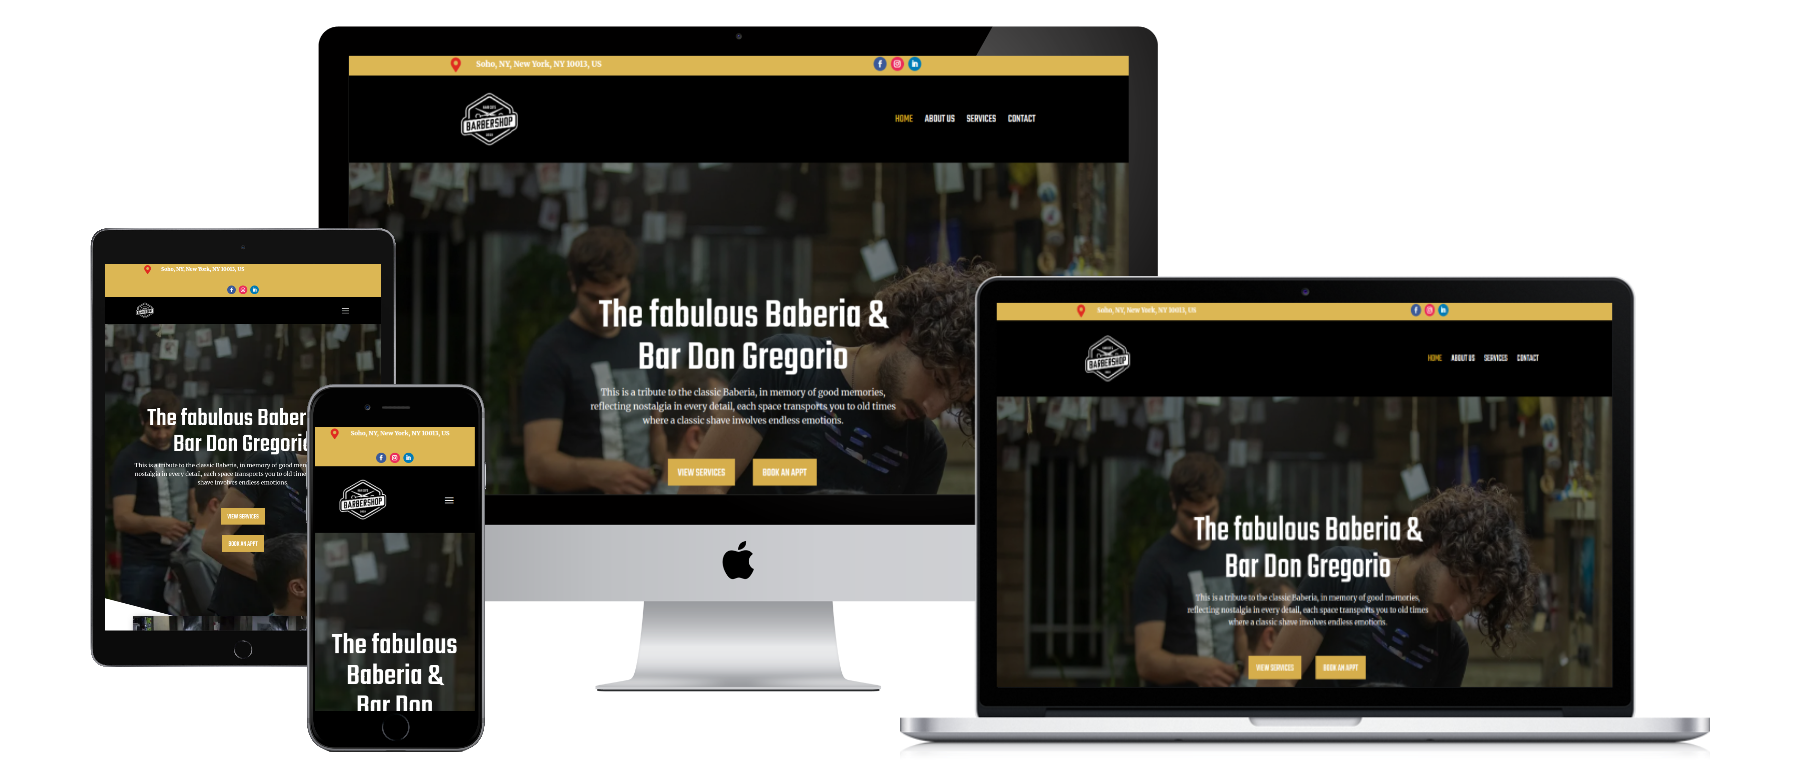 Soho, NY, New York, NY 10013, US
BARBERSHOP
HOME ABOUT US SERVICES CONTACT
The fabulous Baberia &
Bar Don Gregorio
This is a tribute to the classic Baberia, in memory of good memories,
reflecting nostalgia in every detail, each space transports you to old times
where a classic shave involves endless emotions.
VIEW SERVICES BOOK AN APPT
Soho, NY, New York, NY 10013, US
The fabulous Baber
Bar Don Gregorio
This is a tribute to the classic Baberia, in memory of good mem
nostalgia in every detail, each space transports you to old time
shave involves endless emotions.
VIEW SERVICES
BOOK AN APPT
Soho, NY, New York, NY 10013, US
BARBERSHOP
The fabulous
Baberia &
Bar Don
Soho, NY, New York, NY 10013, US
BARBERSHOP
HOME ABOUT US SERVICES CONTACT
The fabulous Baberia &
Bar Don Gregorio
This is a tribute to the classic Baberia, in memory of good memories,
reflecting nostalgia in every detail, each space transports you to old times
where a classic shave involves endless emotions.
VIEW SERVICES BOOK AN APPT